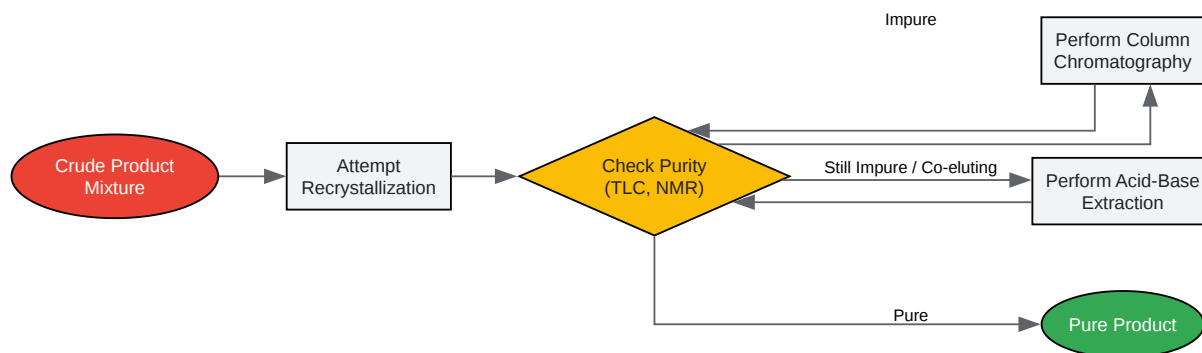 Impure
Perform Column
Chromatography
Crude Product
Mixture
Attempt
Recrystallization
Check Purity
(TLC, NMR)
Still Impure / Co-eluting
Perform Acid-Base
Extraction
Pure
Pure Product